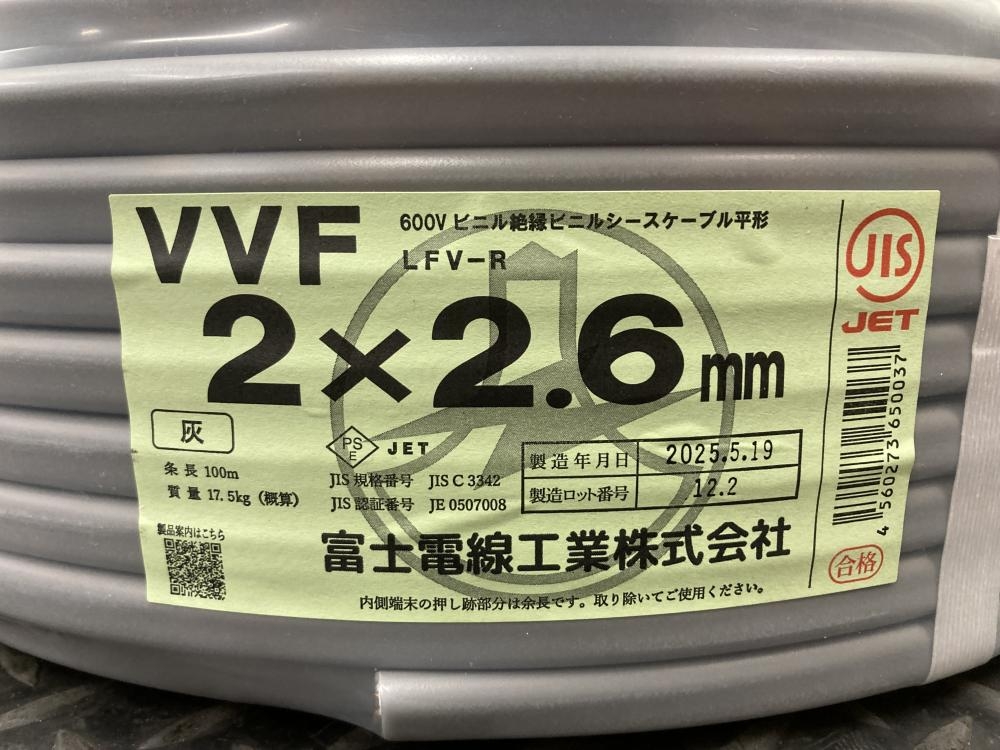 VVF
600V ビニル絶縁ビニルシースケーブル平形
LFV-R
2×2.6mm
灰
条長 100m
質量 17.5kg (概算)
製品案内はこちら
PS
E
JET
JIS 規格番号 JIS C 3342
JIS 認証番号 JE 0507008
製造年月日 2025.5.19
製造ロット番号 12.2
富士電線工業株式会社
内側端末の押し跡部分は余長です。取り除いてご使用ください。
JIS
JET
4560273650037
合格